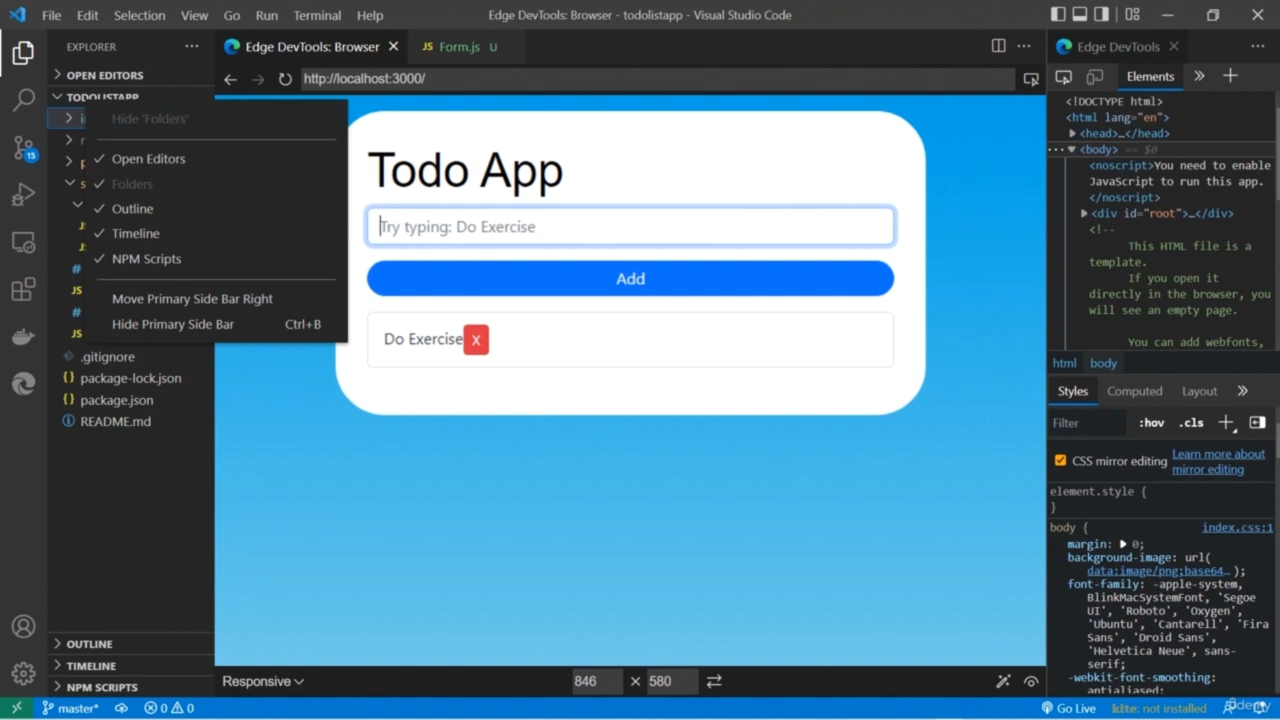 File Edit Selection View Go Run Terminal Help
Edge DevTools: Browser - todolistapp - Visual Studio Code
EXPLORER
OPEN EDITORS
TODOLISTAPP
Hide 'Folders'
Open Editors
Folders
Outline
Timeline
NPM Scripts
Move Primary Side Bar Right
Hide Primary Side Bar Ctrl+B
JS
JS
#
JS
#
JS
.gitignore
{} package-lock.json
{} package.json
README.md
OUTLINE
TIMELINE
NPM SCRIPTS
15
Edge DevTools: Browser
JS Form.js U
http://localhost:3000/
Todo App
Try typing: Do Exercise
Add
Do Exercise X
Responsive
846 × 580
Edge DevTools
Elements
<!DOCTYPE html>
<html lang="en">
<head>…</head>
<body> == $0
<noscript>You need to enable
JavaScript to run this app.
</noscript>
<div id="root">…</div>
<!--
This HTML file is a
template.
If you open it
directly in the browser, you
will see an empty page.
You can add webfonts,
html body
Styles Computed Layout
Filter :hov .cls
CSS mirror editing Learn more about
mirror editing
element.style {
}
body { index.css:1
margin: 0;
background-image: url(
data:image/png;base64… );
font-family: -apple-system,
BlinkMacSystemFont, 'Segoe
UI', 'Roboto', 'Oxygen',
'Ubuntu', 'Cantarell', 'Fira
Sans', 'Droid Sans',
'Helvetica Neue', sans-
serif;
-webkit-font-smoothing:
antialiased;
master* 0 0
Go Live kite: not installed
Udemy